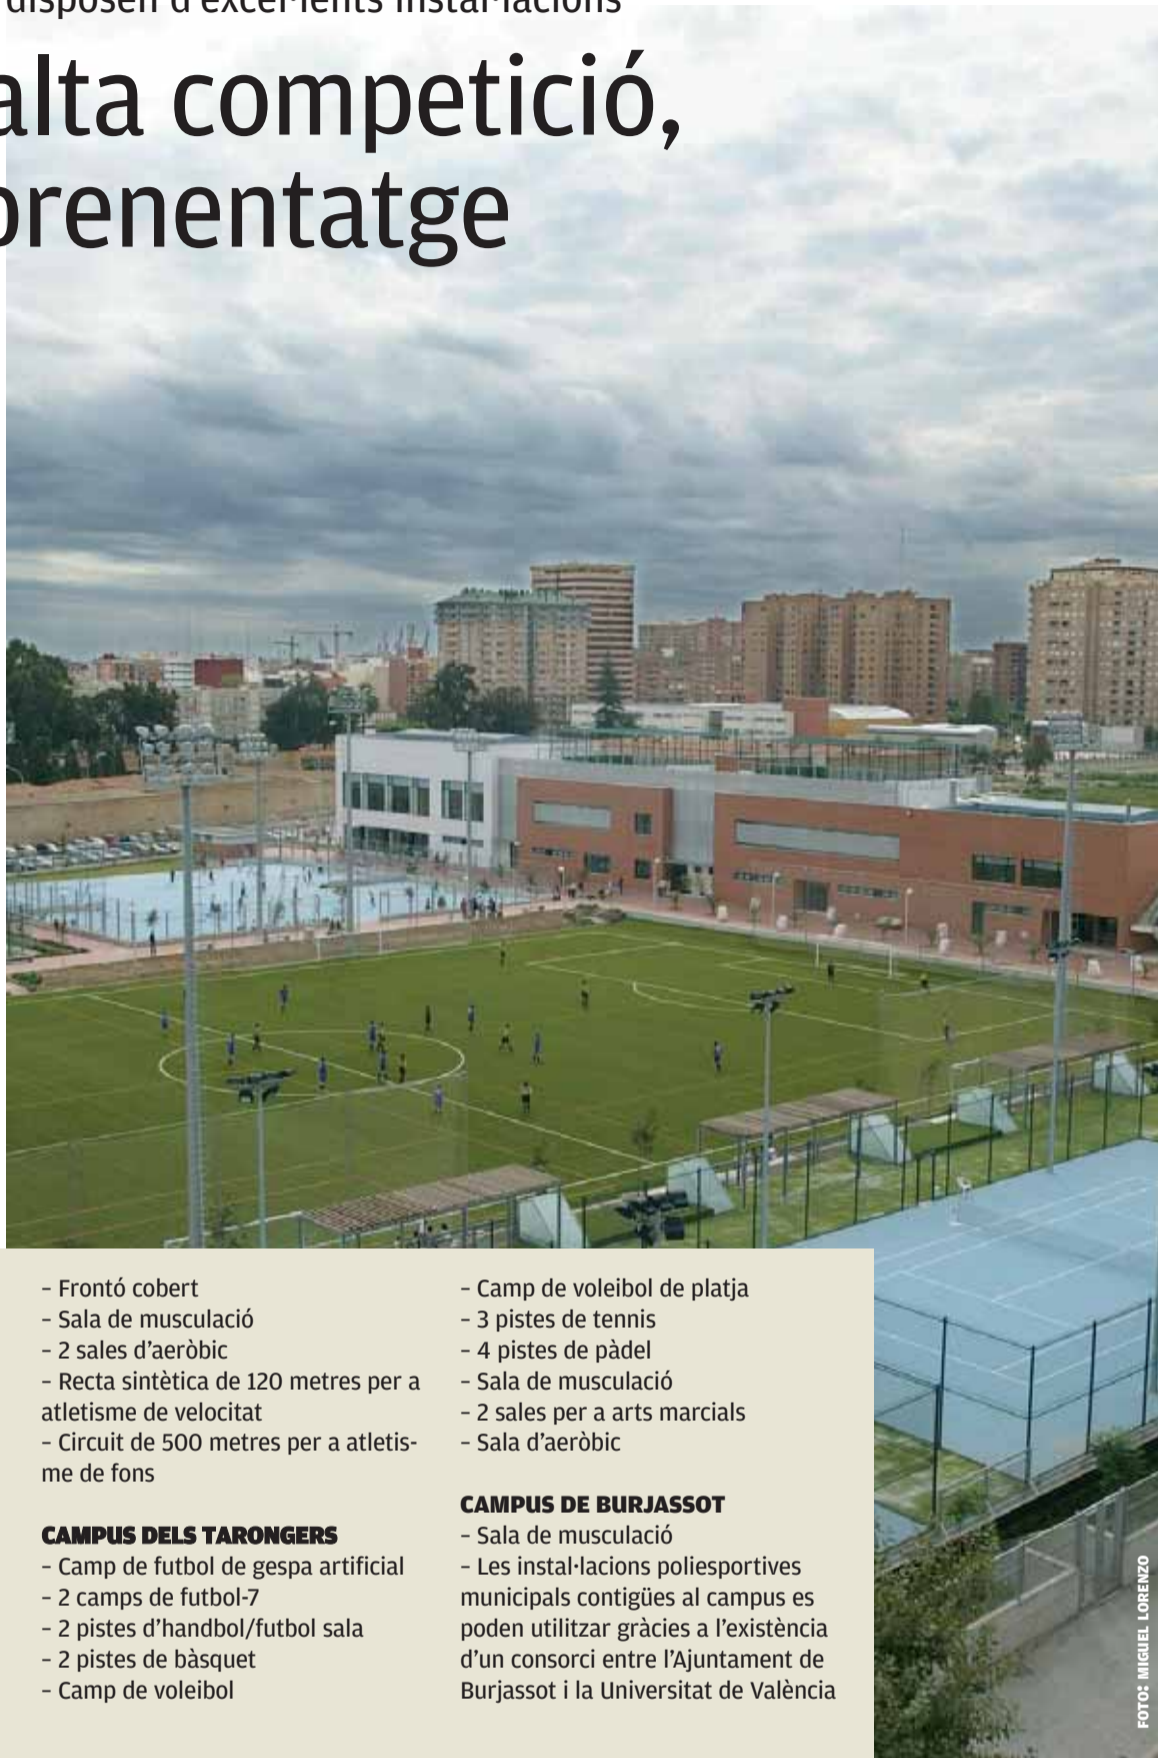 disposen d'excel·lents instal·lacions
alta competició,
prenentatge
– Frontó cobert
– Sala de musculació
– 2 sales d'aeròbic
– Recta sintètica de 120 metres per a
atletisme de velocitat
– Circuit de 500 metres per a atletis-
me de fons
CAMPUS DELS TARONGERS
– Camp de futbol de gespa artificial
– 2 camps de futbol-7
– 2 pistes d'handbol/futbol sala
– 2 pistes de bàsquet
– Camp de voleibol
– Camp de voleibol de platja
– 3 pistes de tennis
– 4 pistes de pàdel
– Sala de musculació
– 2 sales per a arts marcials
– Sala d'aeròbic
CAMPUS DE BURJASSOT
– Sala de musculació
– Les instal·lacions poliesportives
municipals contigües al campus es
poden utilitzar gràcies a l'existència
d'un consorci entre l'Ajuntament de
Burjassot i la Universitat de València
FOTO: MIGUEL LORENZO